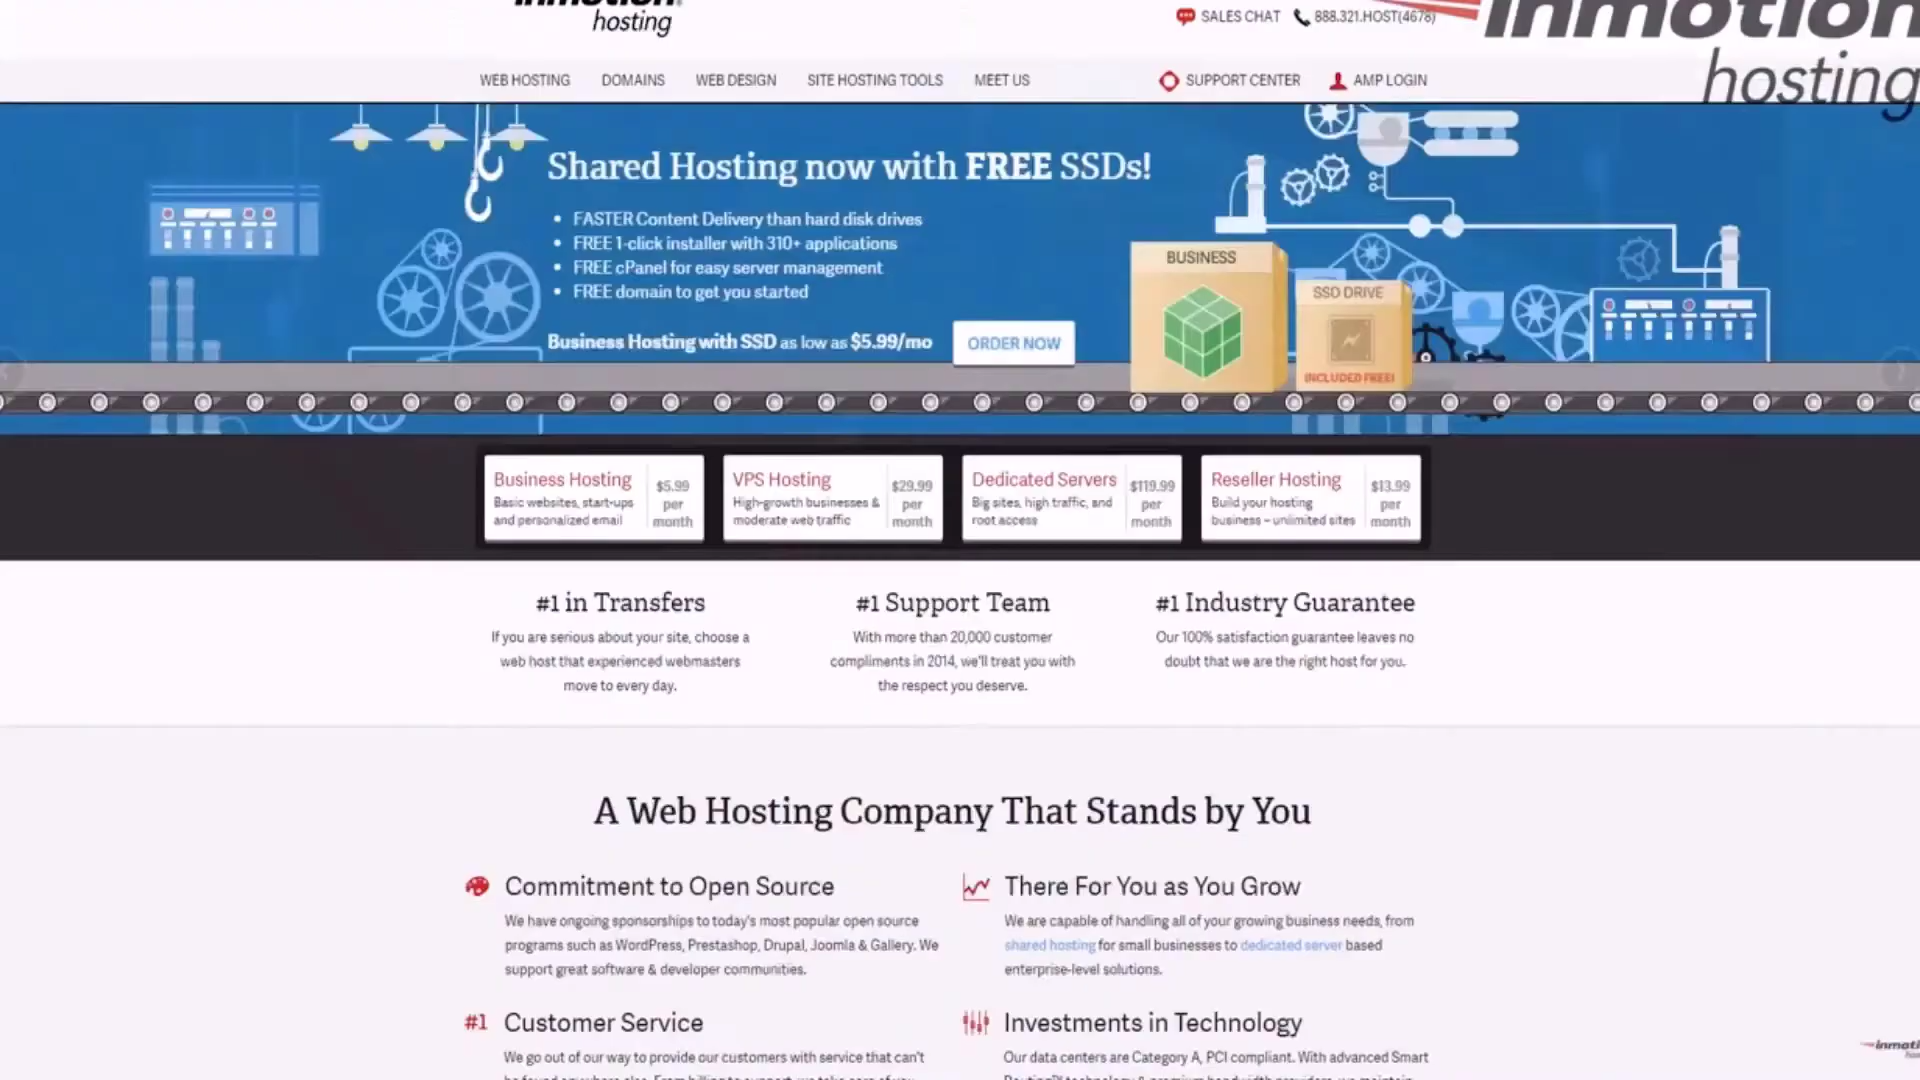 inmotion
hosting
SALES CHAT
888.321.HOST(4678)
inmotion
hosting
WEB HOSTING
DOMAINS
WEB DESIGN
SITE HOSTING TOOLS
MEET US
SUPPORT CENTER
AMP LOGIN
Shared Hosting now with FREE SSDs!
• FASTER Content Delivery than hard disk drives
• FREE 1-click installer with 310+ applications
• FREE cPanel for easy server management
• FREE domain to get you started
Business Hosting with SSD as low as $5.99/mo
ORDER NOW
BUSINESS
SSD DRIVE
INCLUDED FREE!
Business Hosting
Basic websites, start-ups
and personalized email
$5.99
per
month
VPS Hosting
High-growth businesses &
moderate web traffic
$29.99
per
month
Dedicated Servers
Big sites, high traffic, and
root access
$119.99
per
month
Reseller Hosting
Build your hosting
business – unlimited sites
$13.99
per
month
#1 in Transfers
If you are serious about your site, choose a
web host that experienced webmasters
move to every day.
#1 Support Team
With more than 20,000 customer
compliments in 2014, we'll treat you with
the respect you deserve.
#1 Industry Guarantee
Our 100% satisfaction guarantee leaves no
doubt that we are the right host for you.
A Web Hosting Company That Stands by You
Commitment to Open Source
We have ongoing sponsorships to today's most popular open source
programs such as WordPress, Prestashop, Drupal, Joomla & Gallery. We
support great software & developer communities.
There For You as You Grow
We are capable of handling all of your growing business needs, from
shared hosting for small businesses to dedicated server based
enterprise-level solutions.
#1 Customer Service
We go out of our way to provide our customers with service that can't
Investments in Technology
Our data centers are Category A, PCI compliant. With advanced Smart